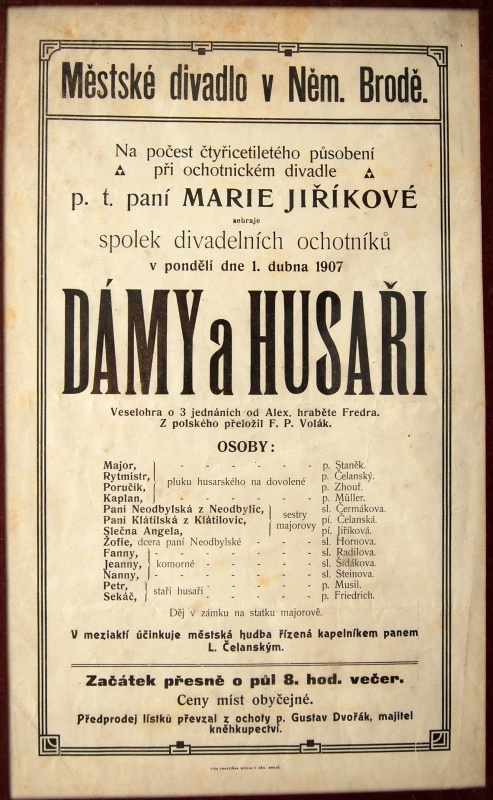 Městské divadlo v Něm. Brodě.
Na počest čtyřicetiletého působení
při ochotnickém divadle
p. t. paní MARIE JIŘÍKOVÉ
sehraje
spolek divadelních ochotníků
v pondělí dne 1. dubna 1907
DÁMY a HUSAŘI
Veselohra o 3 jednáních od Alex. hraběte Fredra.
Z polského přeložil F. P. Volák.
OSOBY:
Major, - - - - - - p. Staněk.
Rytmistr, p. Čelanský.
pluku husarského na dovolené
Poručík, p. Zhouf.
Kaplan, - - - - - - p. Müller.
Paní Neodbylská z Neodbylic, sl. Čermákova.
sestry
Paní Klátilská z Klátilovic, pí. Čelanská.
majorovy
Slečna Angela, pí. Jiříková.
Žofie, dcera paní Neodbylské - - - sl. Hornova.
Fanny, - - - - - - sl. Radilova.
Jeanny, komorné - - - - sl. Šidákova.
Nanny, - - - - - - sl. Steinova.
Petr, p. Musil.
staří husaři - - - -
Sekáč, p. Friedrich.
Děj v zámku na statku majorově.
V meziaktí účinkuje městská hudba řízená kapelníkem panem
L. Čelanským.
Začátek přesně o půl 8. hod. večer.
Ceny míst obyčejné.
Předprodej lístků převzal z ochoty p. Gustav Dvořák, majitel
kněhkupectví.